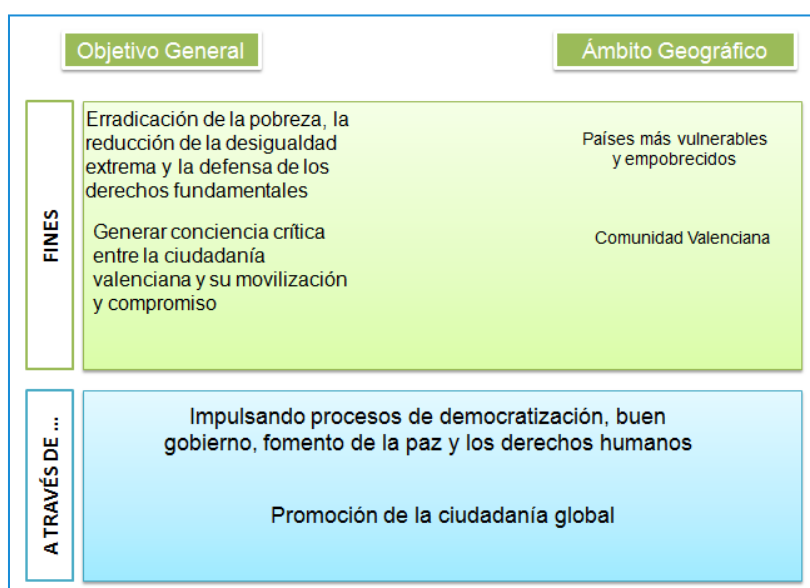 Objetivo General
Ámbito Geográfico
FINES
Erradicación de la pobreza, la
reducción de la desigualdad
extrema y la defensa de los
derechos fundamentales
Países más vulnerables
y empobrecidos
Generar conciencia crítica
entre la ciudadanía
valenciana y su movilización
y compromiso
Comunidad Valenciana
A TRAVÉS DE ...
Impulsando procesos de democratización, buen
gobierno, fomento de la paz y los derechos humanos
Promoción de la ciudadanía global